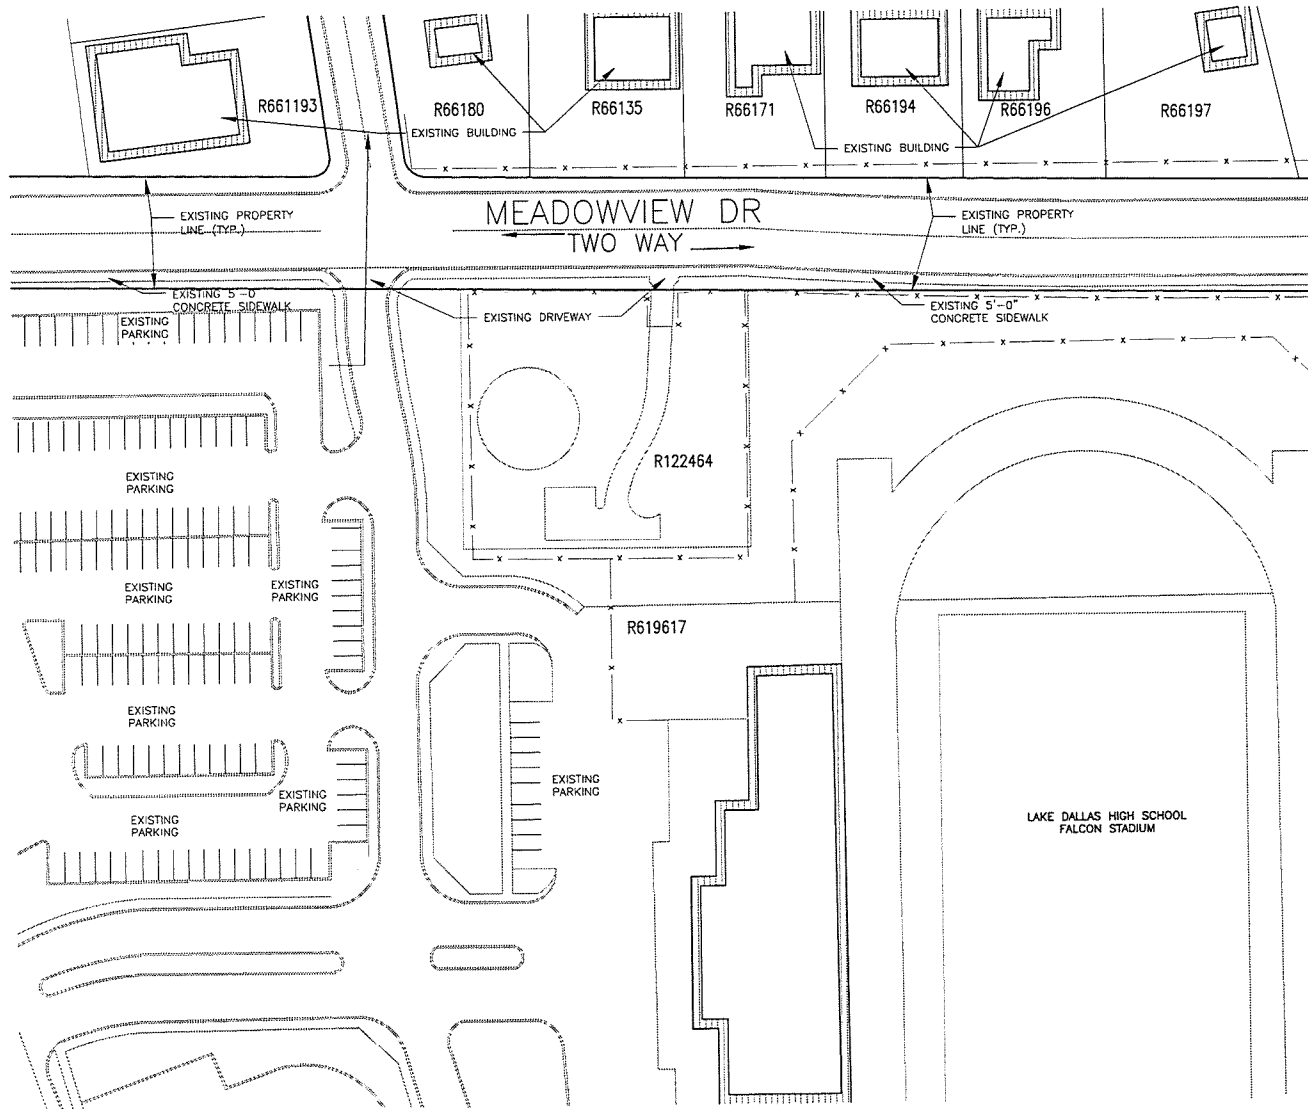 R661193
R66180
R66135
R66171
R66194
R66196
R66197
EXISTING BUILDING
EXISTING BUILDING
MEADOWVIEW DR
TWO WAY
EXISTING PROPERTY
LINE (TYP.)
EXISTING PROPERTY
LINE (TYP.)
EXISTING 5'-0
CONCRETE SIDEWALK
EXISTING
PARKING
EXISTING DRIVEWAY
EXISTING 5'-0"
CONCRETE SIDEWALK
R122464
EXISTING
PARKING
EXISTING
PARKING
EXISTING
PARKING
R619617
EXISTING
PARKING
EXISTING
PARKING
EXISTING
PARKING
EXISTING
PARKING
LAKE DALLAS HIGH SCHOOL
FALCON STADIUM